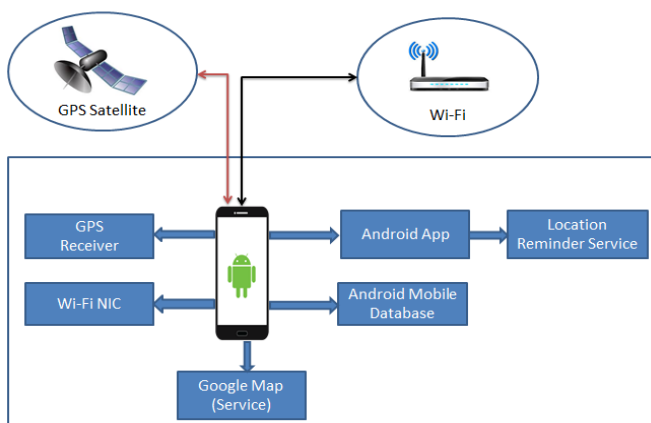 GPS Satellite
Wi-Fi
GPS
Receiver
Android App
Location
Reminder Service
Wi-Fi NIC
Android Mobile
Database
Google Map
(Service)